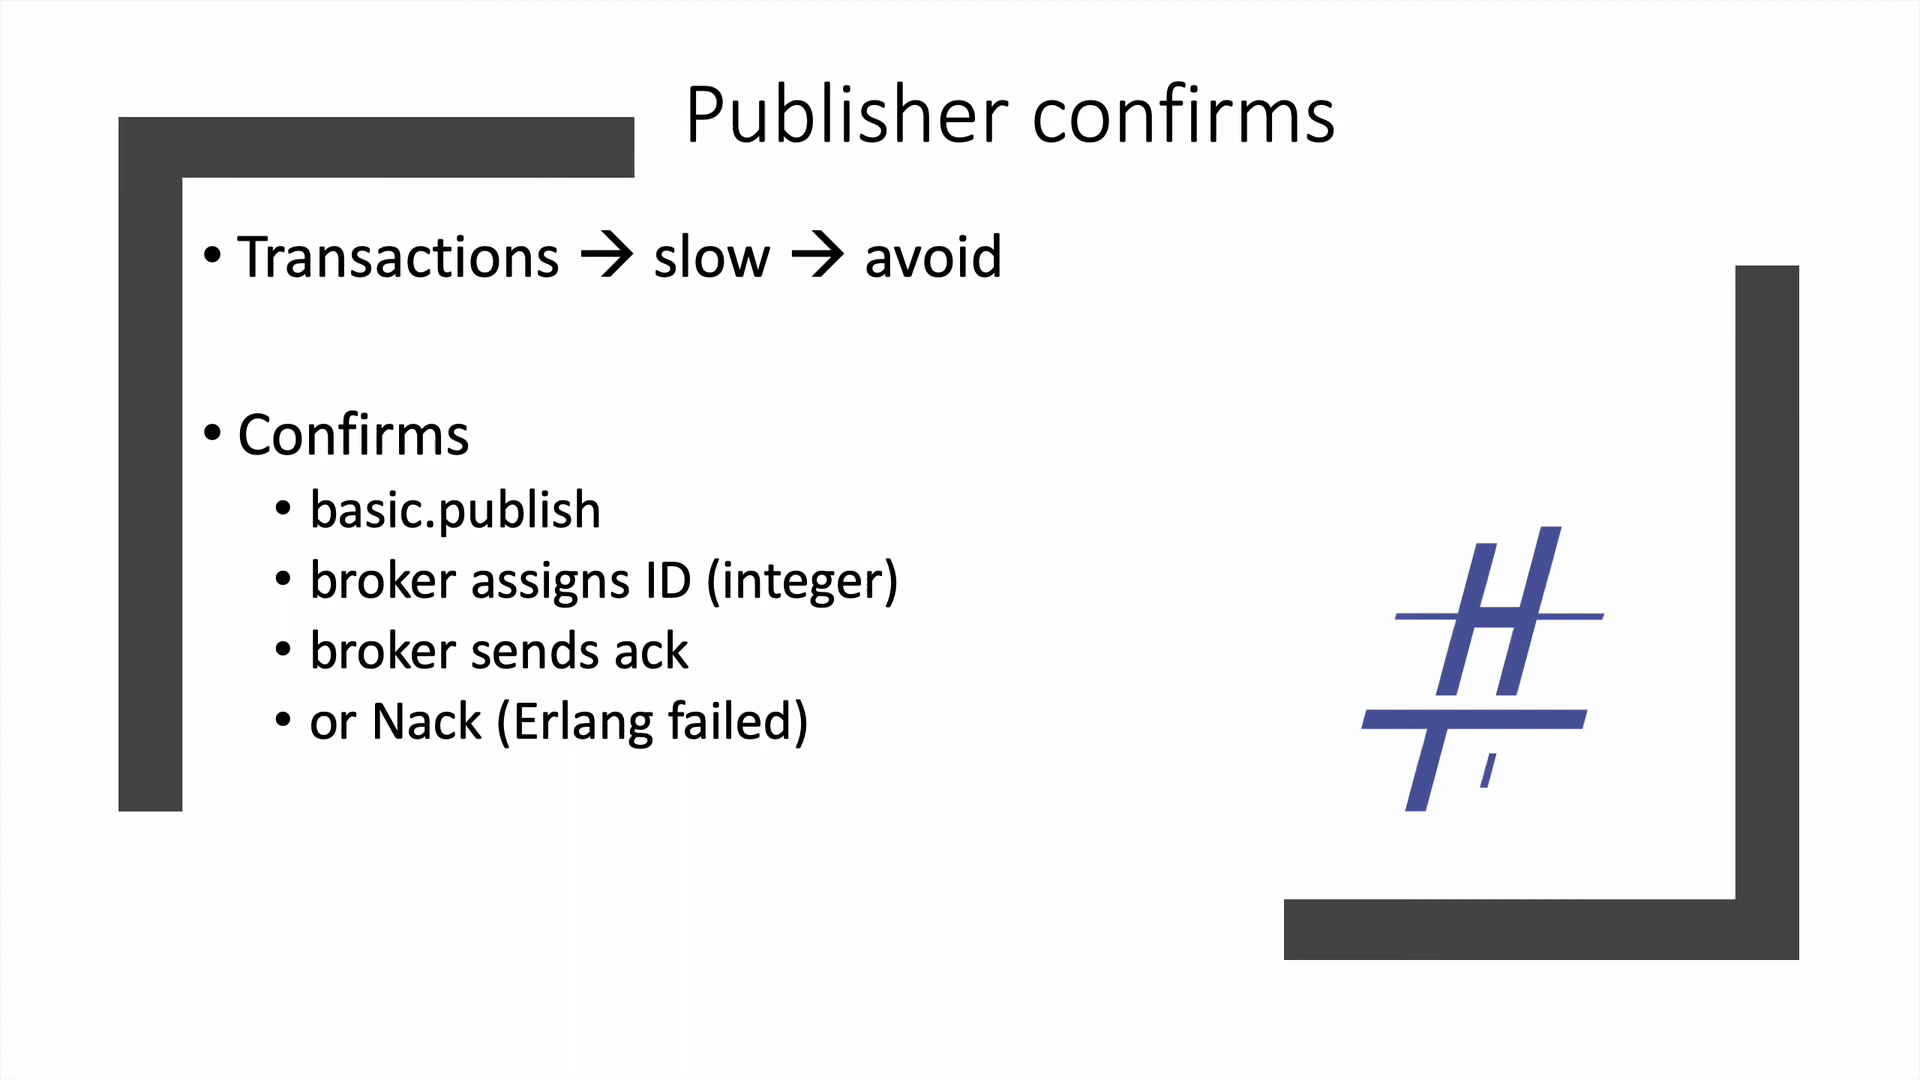 Publisher confirms
• Transactions → slow → avoid
• Confirms
• basic.publish
• broker assigns ID (integer)
• broker sends ack
• or Nack (Erlang failed)